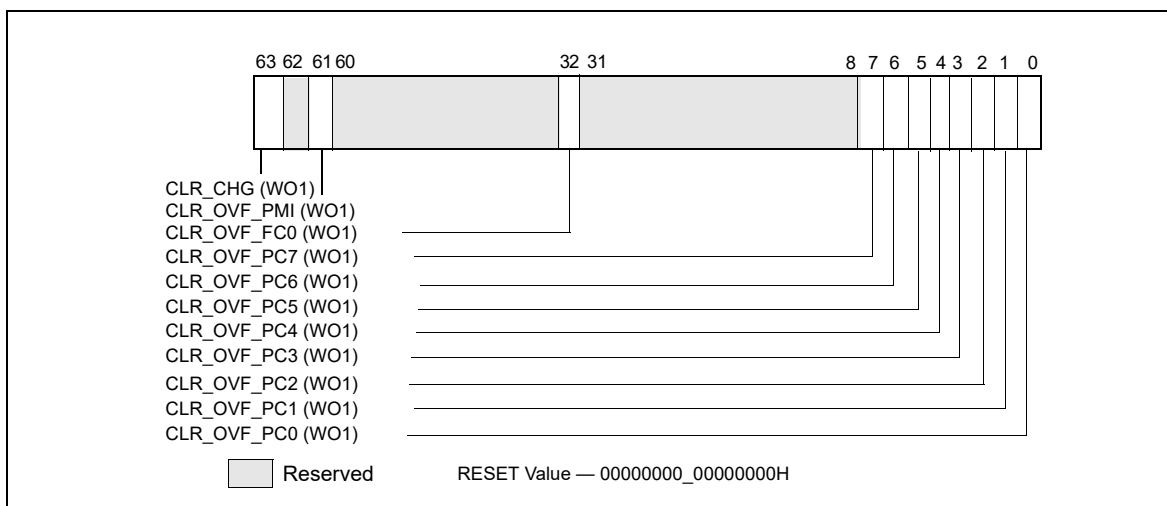 63 62 61 60 32 31 8 7 6 5 4 3 2 1 0
CLR_CHG (WO1)
CLR_OVF_PMI (WO1)
CLR_OVF_FC0 (WO1)
CLR_OVF_PC7 (WO1)
CLR_OVF_PC6 (WO1)
CLR_OVF_PC5 (WO1)
CLR_OVF_PC4 (WO1)
CLR_OVF_PC3 (WO1)
CLR_OVF_PC2 (WO1)
CLR_OVF_PC1 (WO1)
CLR_OVF_PC0 (WO1)
Reserved RESET Value — 00000000_00000000H